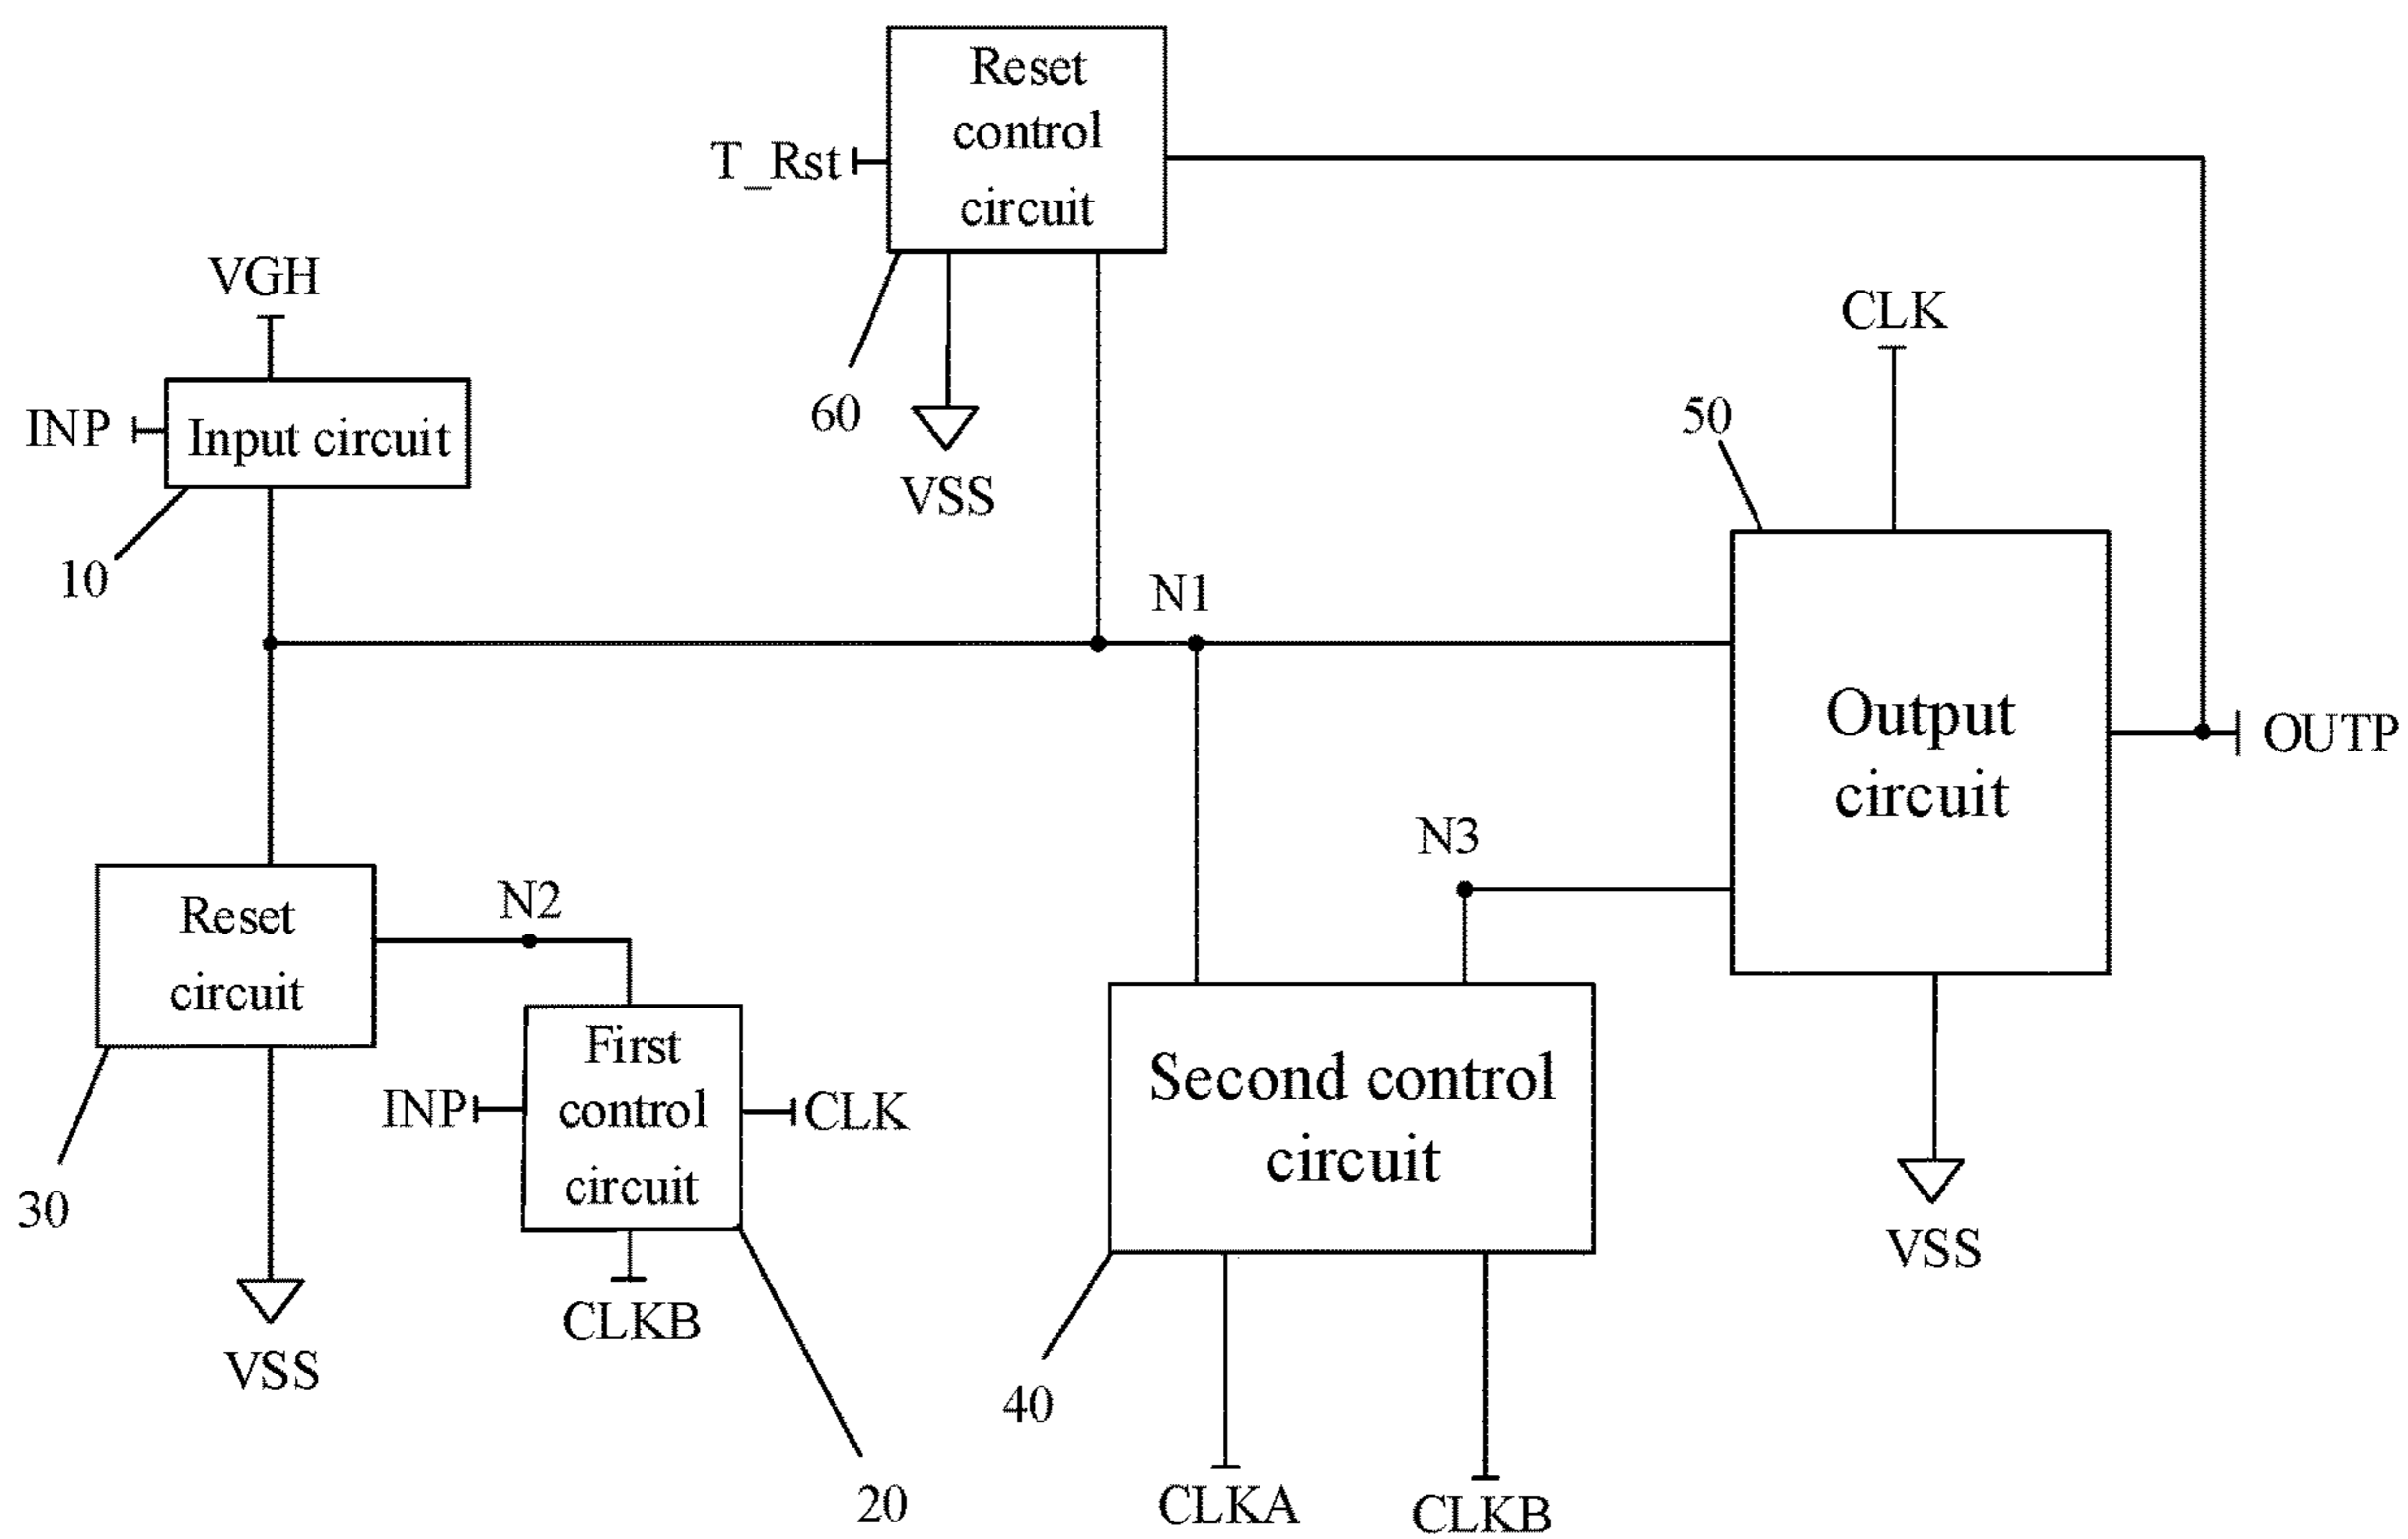 Reset
control
circuit
T_Rst
VGH
CLK
INP
Input circuit
60
50
VSS
10
N1
Output
circuit
OUTP
N3
N2
Reset
circuit
First
control
circuit
INP
CLK
Second control
circuit
30
VSS
CLKB
VSS
40
20
CLKA
CLKB